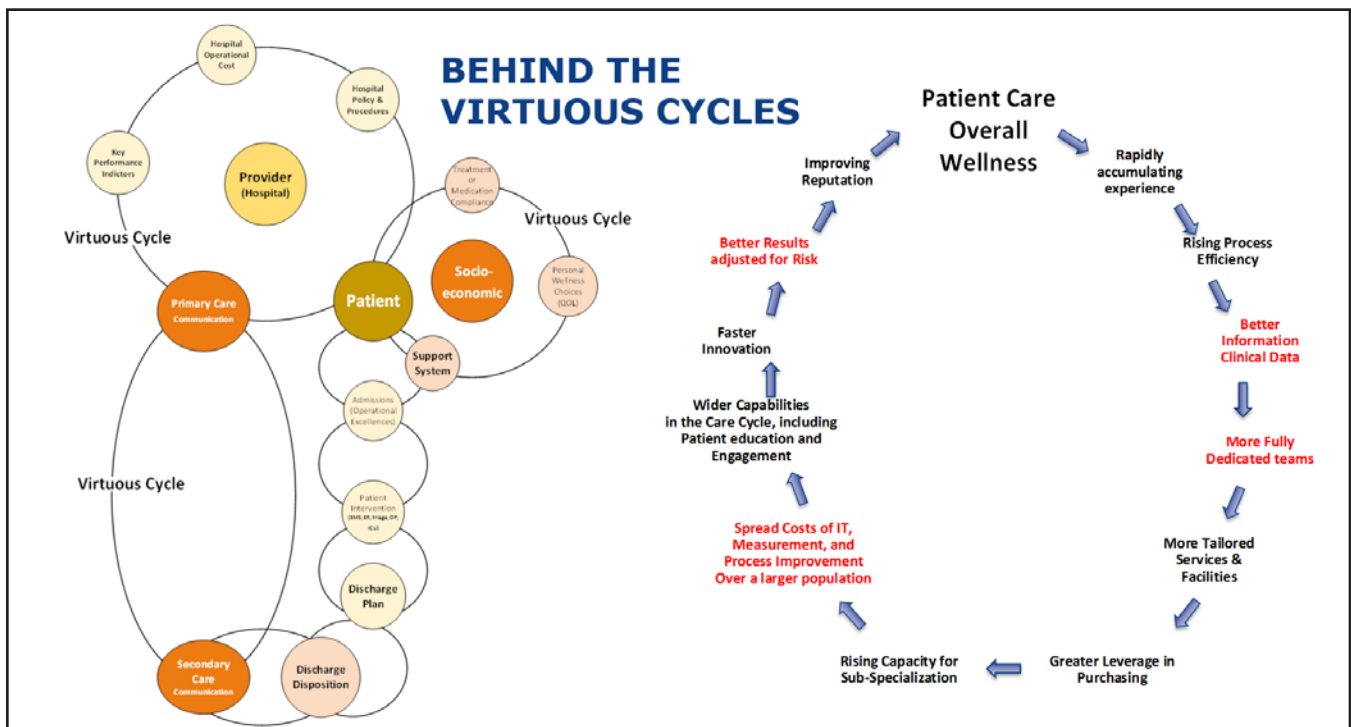 BEHIND THE
VIRTUOUS CYCLES
Hospital
Operational
Cost
Hospital
Policy &
Procedures
Key
Performance
Indictors
Provider
(Hospital)
Virtuous Cycle
Treatment
or
Medication
Compliance
Virtuous Cycle
Socio-
economic
Personal
Wellness
Choices
(QOL)
Patient
Primary Care
Communication
Support
System
Admissions
(Operational
Excellences)
Virtuous Cycle
Patient
Intervention
Discharge
Plan
Secondary
Care
Communication
Discharge
Disposition
Patient Care
Overall
Wellness
Rapidly
accumulating
experience
Rising Process
Efficiency
Better
Information
Clinical Data
More Fully
Dedicated teams
More Tailored
Services &
Facilities
Greater Leverage in
Purchasing
Rising Capacity for
Sub-Specialization
Spread Costs of IT,
Measurement, and
Process Improvement
Over a larger population
Wider Capabilities
in the Care Cycle, including
Patient education and
Engagement
Faster
Innovation
Better Results
adjusted for Risk
Improving
Reputation